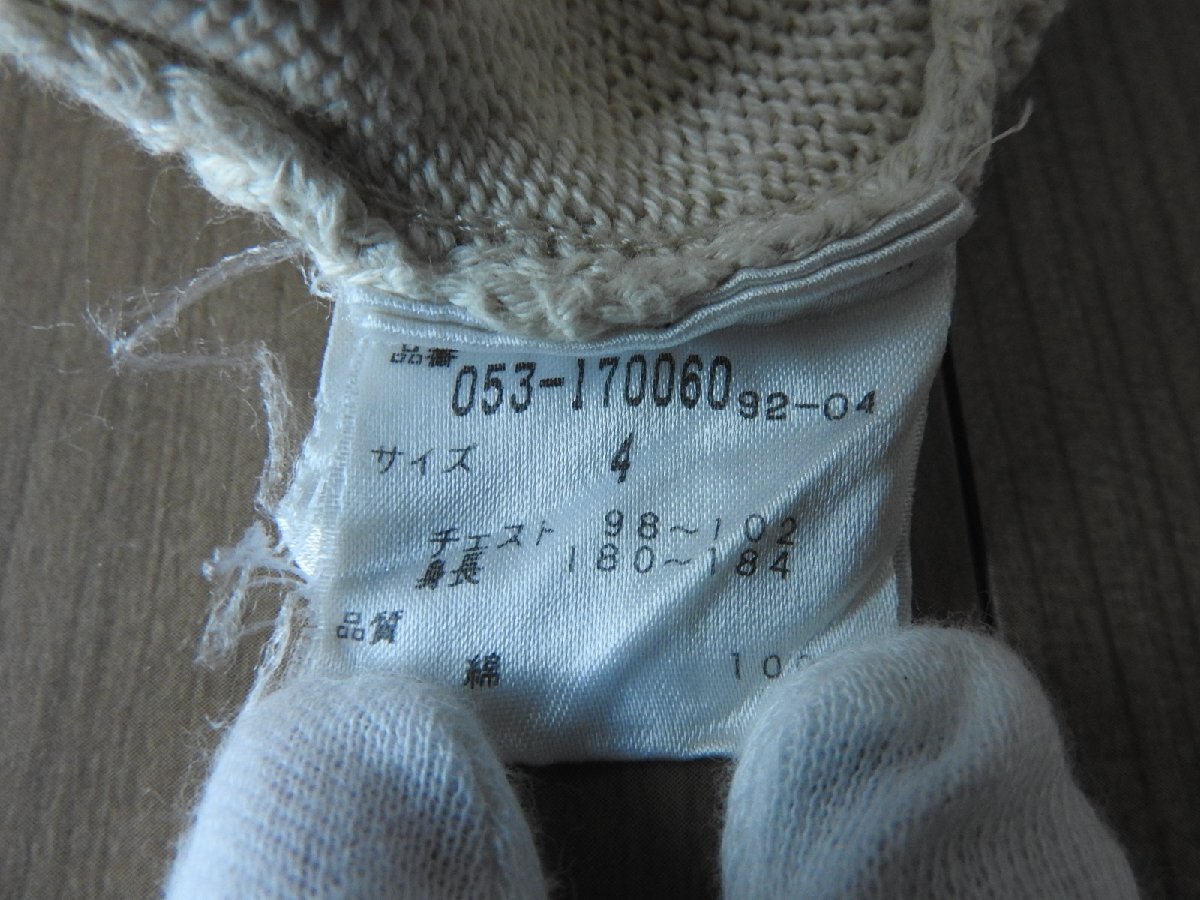 品番 053-170060 92-04
サイズ 4
チェスト 98~102
身長 180~184
品質
綿